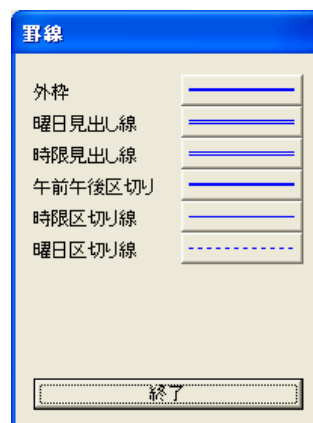 罫線
外枠
曜日見出し線
時限見出し線
午前午後区切り
時限区切り線
曜日区切り線
終了